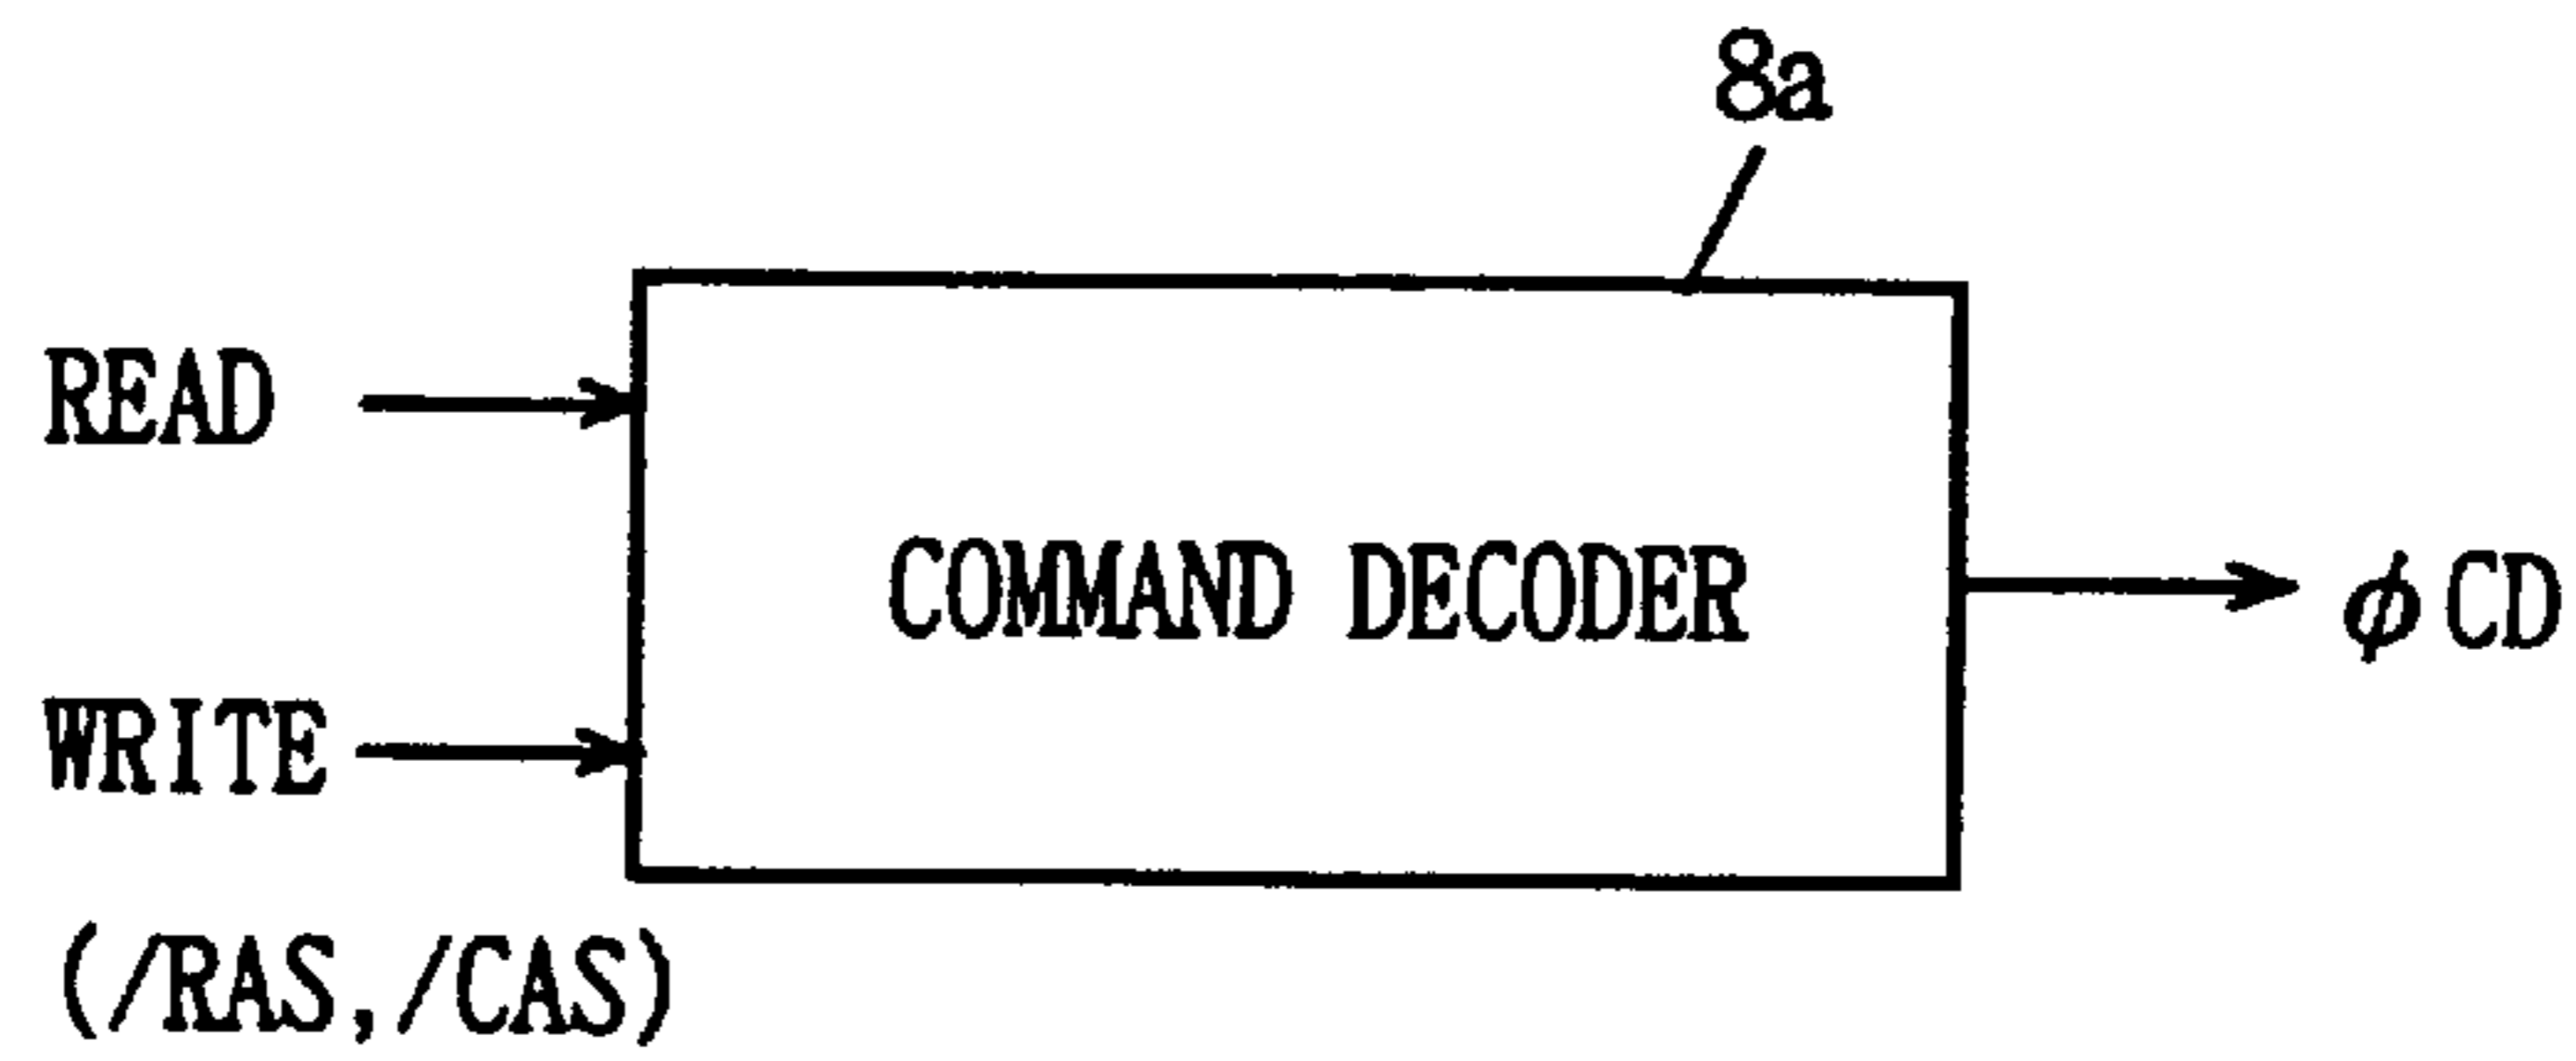 8a
READ
COMMAND DECODER
φCD
WRITE
(/RAS,/CAS)